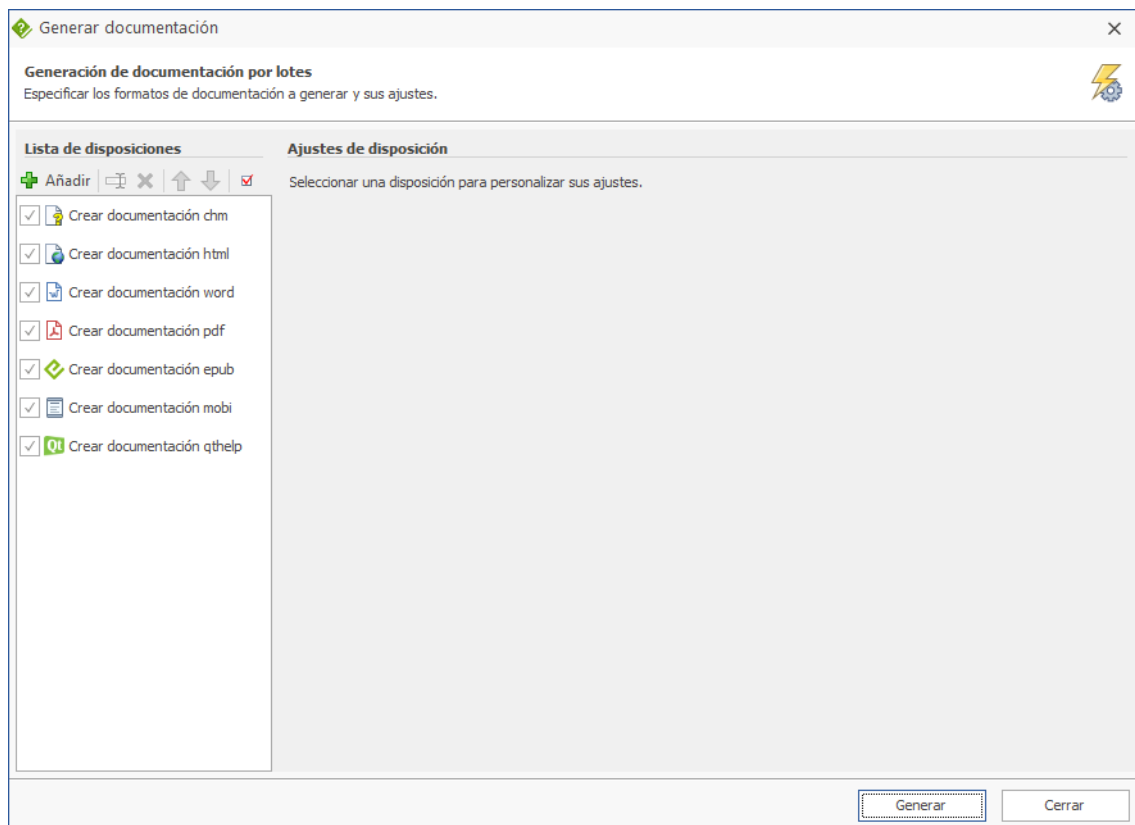 Generar documentación
Generación de documentación por lotes
Especificar los formatos de documentación a generar y sus ajustes.
Lista de disposiciones
Añadir
Crear documentación chm
Crear documentación html
Crear documentación word
Crear documentación pdf
Crear documentación epub
Crear documentación mobi
Qt Crear documentación qthelp
Ajustes de disposición
Seleccionar una disposición para personalizar sus ajustes.
Generar
Cerrar